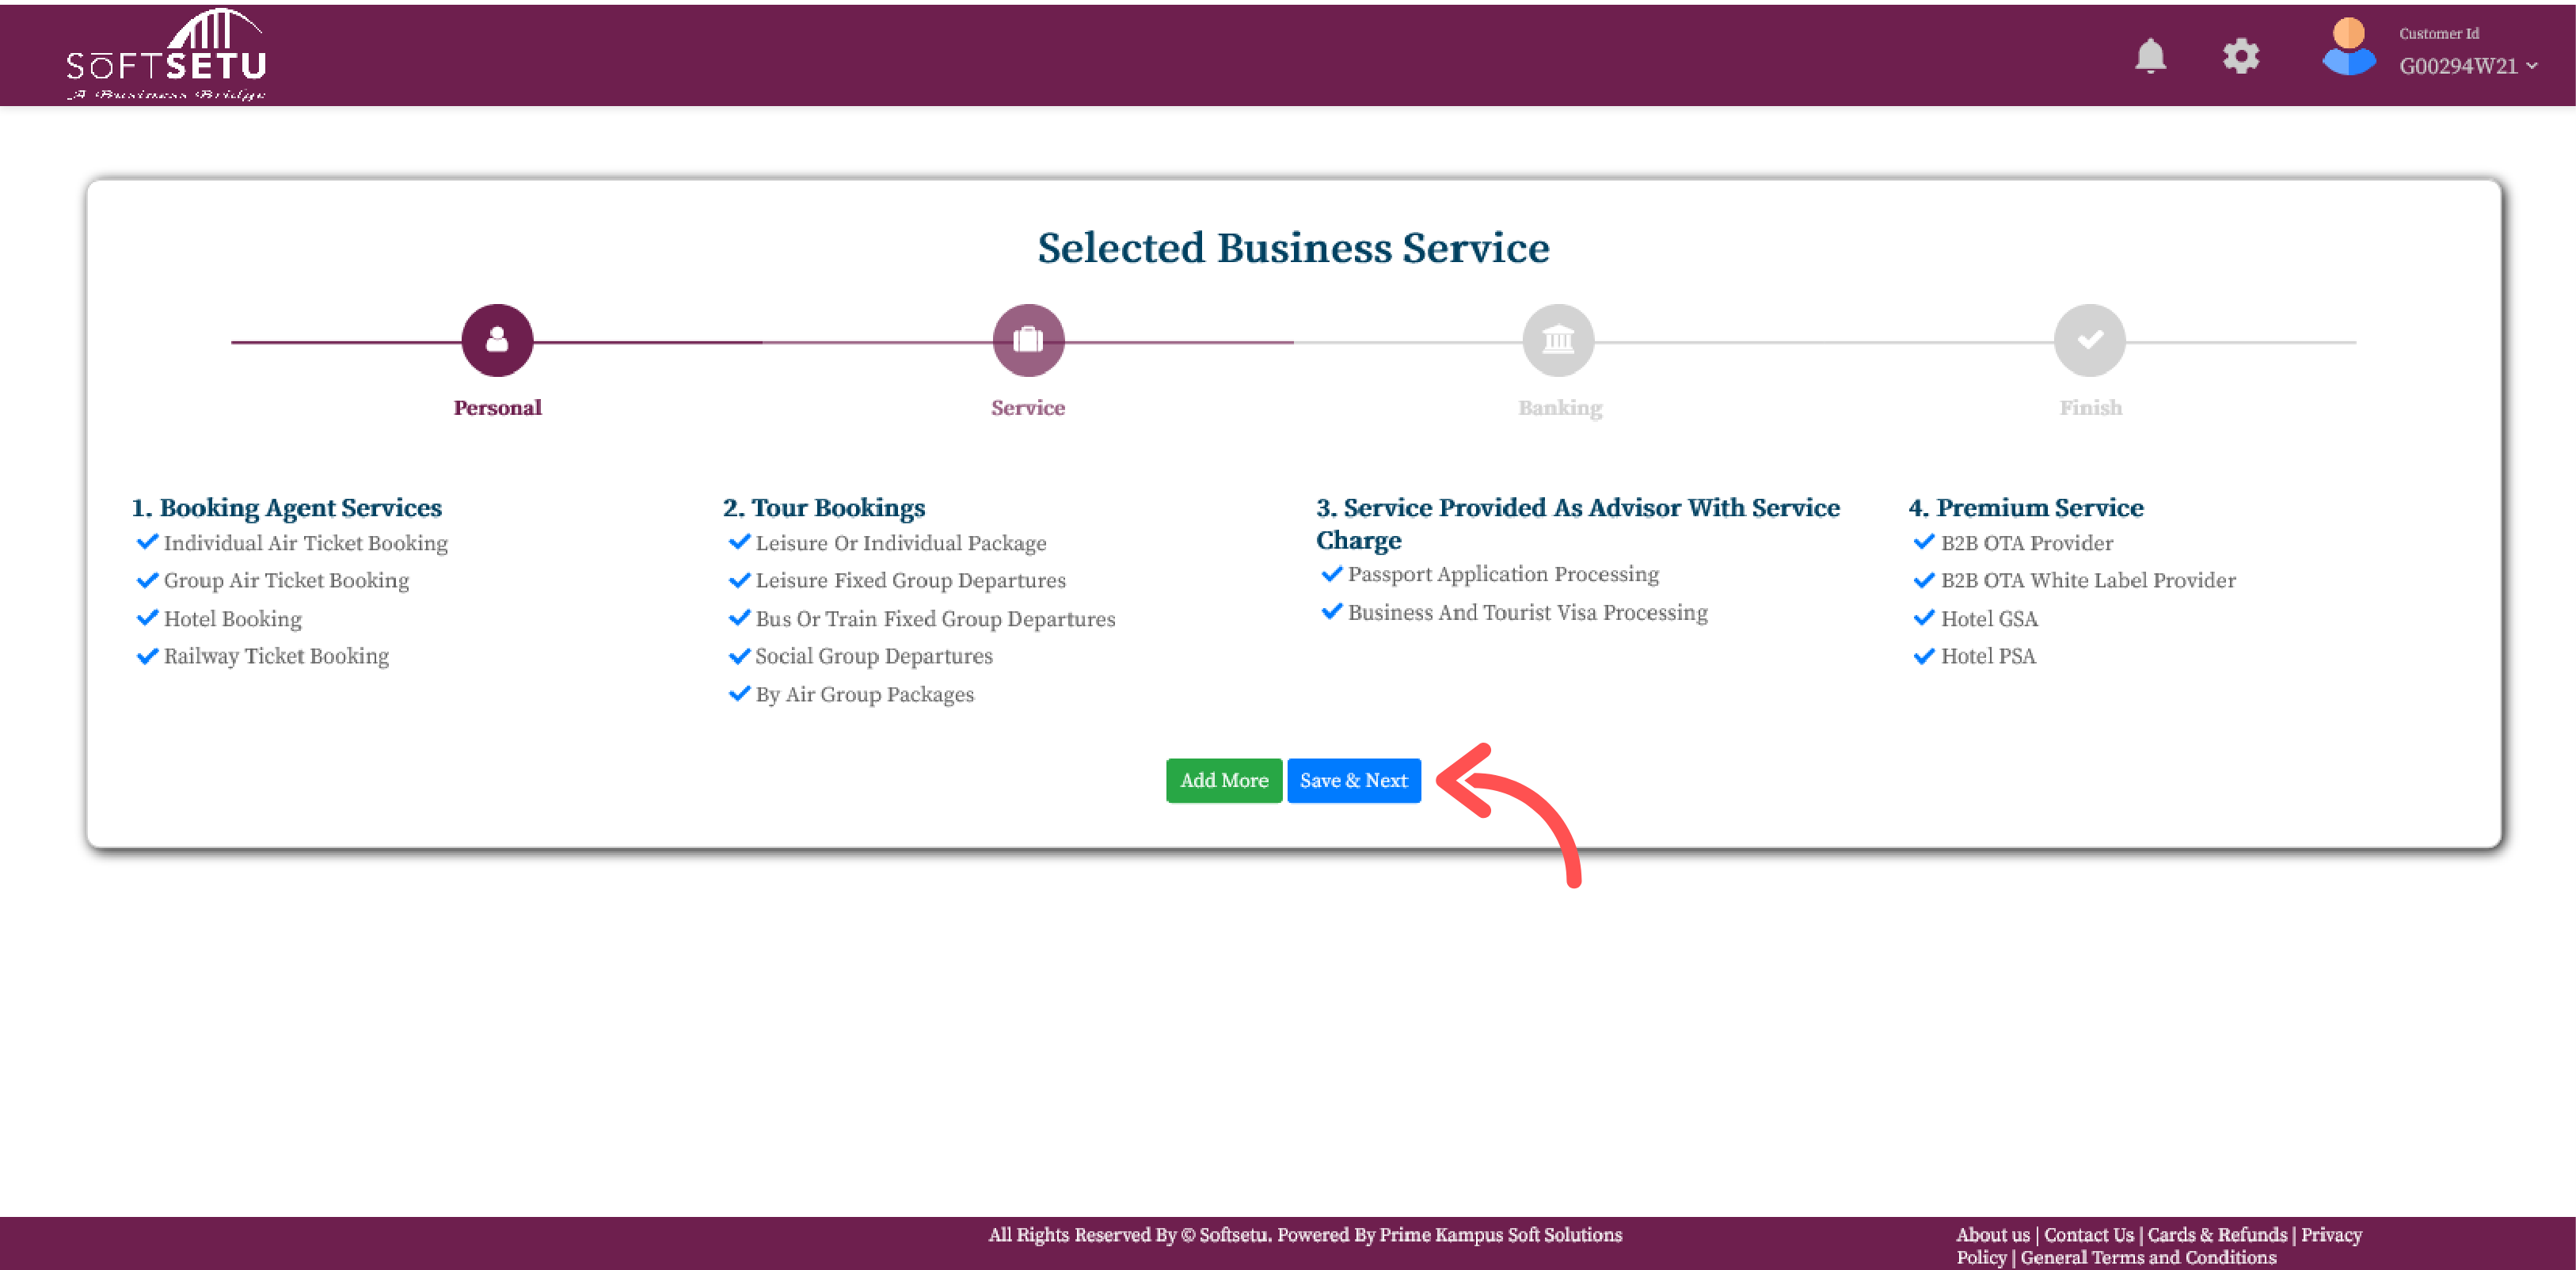 SŌFTSETU
A Business Bridge
Customer Id
G00294W21
Selected Business Service
Personal
Service
Banking
Finish
1. Booking Agent Services
Individual Air Ticket Booking
Group Air Ticket Booking
Hotel Booking
Railway Ticket Booking
2. Tour Bookings
Leisure Or Individual Package
Leisure Fixed Group Departures
Bus Or Train Fixed Group Departures
Social Group Departures
By Air Group Packages
3. Service Provided As Advisor With Service
Charge
Passport Application Processing
Business And Tourist Visa Processing
4. Premium Service
B2B OTA Provider
B2B OTA White Label Provider
Hotel GSA
Hotel PSA
Add More
Save & Next
All Rights Reserved By © Softsetu. Powered By Prime Kampus Soft Solutions
About us | Contact Us | Cards & Refunds | Privacy
Policy | General Terms and Conditions